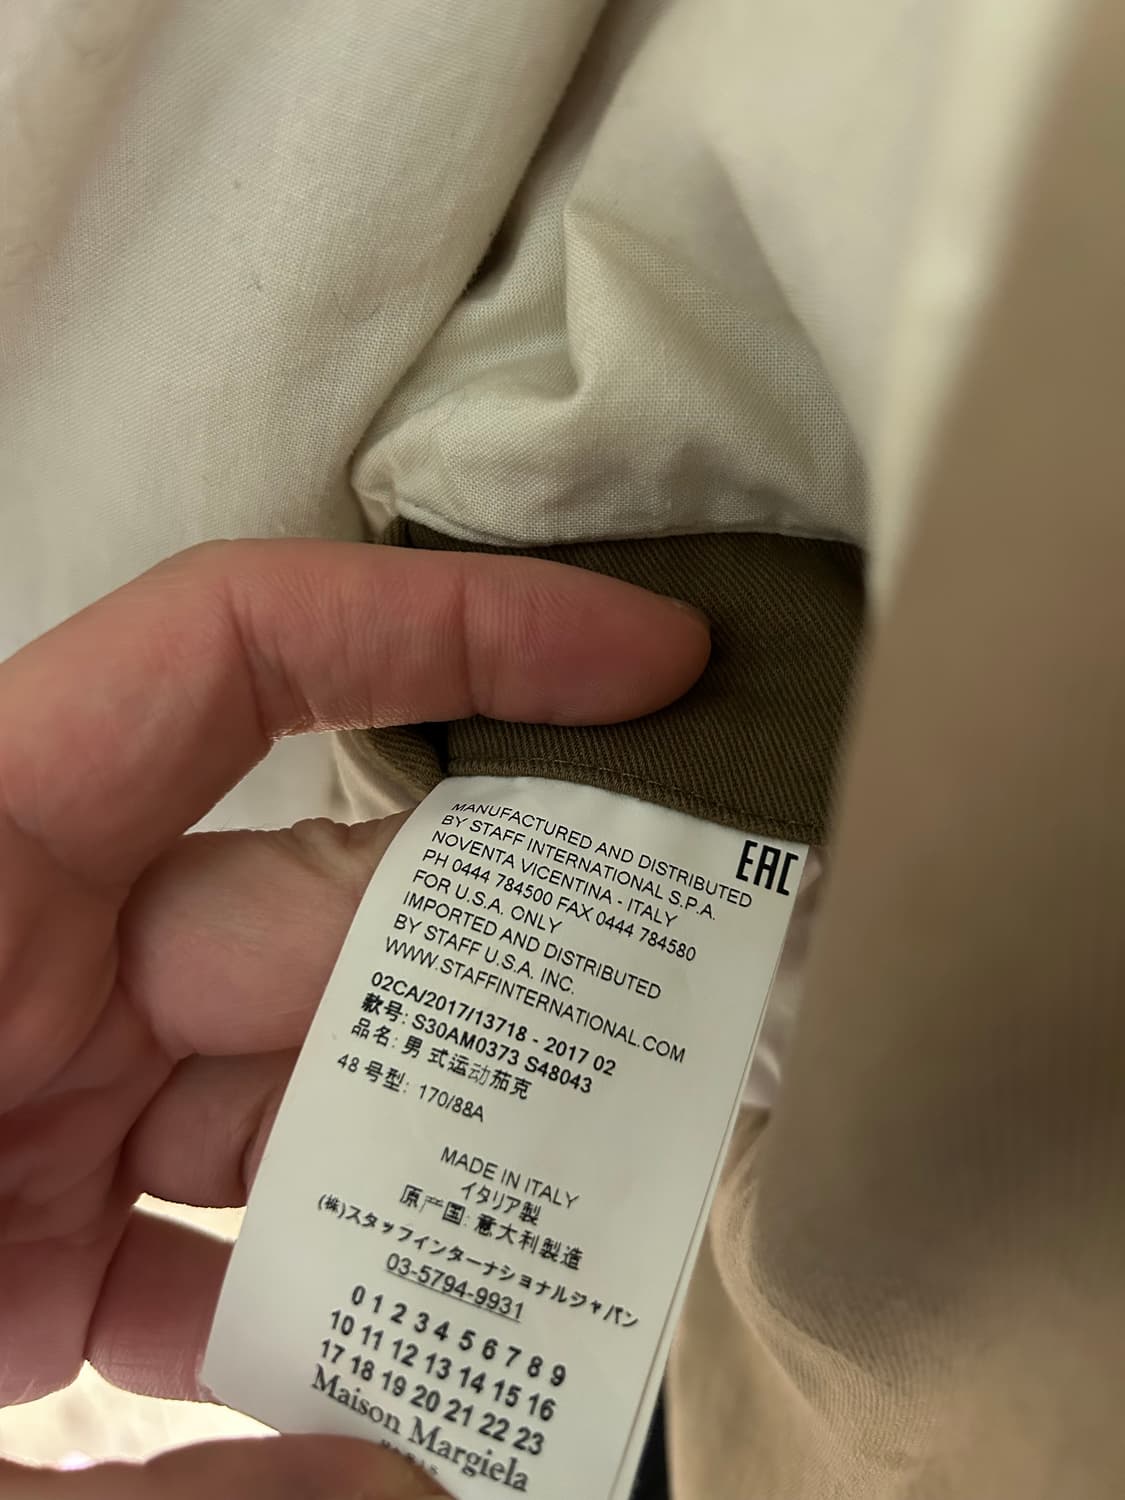 MANUFACTURED AND DISTRIBUTED
BY STAFF INTERNATIONAL S.P.A.
NOVENTA VICENTINA - ITALY
PH 0444 784500 FAX 0444 784580
FOR U.S.A. ONLY
IMPORTED AND DISTRIBUTED
BY STAFF U.S.A. INC.
WWW.STAFFINTERNATIONAL.COM
EAC
02CA/2017/13718 - 2017 02
款号: S30AM0373 S48043
品名: 男 式运动茄克
48 号型: 170/88A
MADE IN ITALY
イタリア製
原产国: 意大利製造
(株)スタッフインターナショナルジャパン
03-5794-9931
0 1 2 3 4 5 6 7 8 9
10 11 12 13 14 15 16
17 18 19 20 21 22 23
Maison Margiela
PARIS